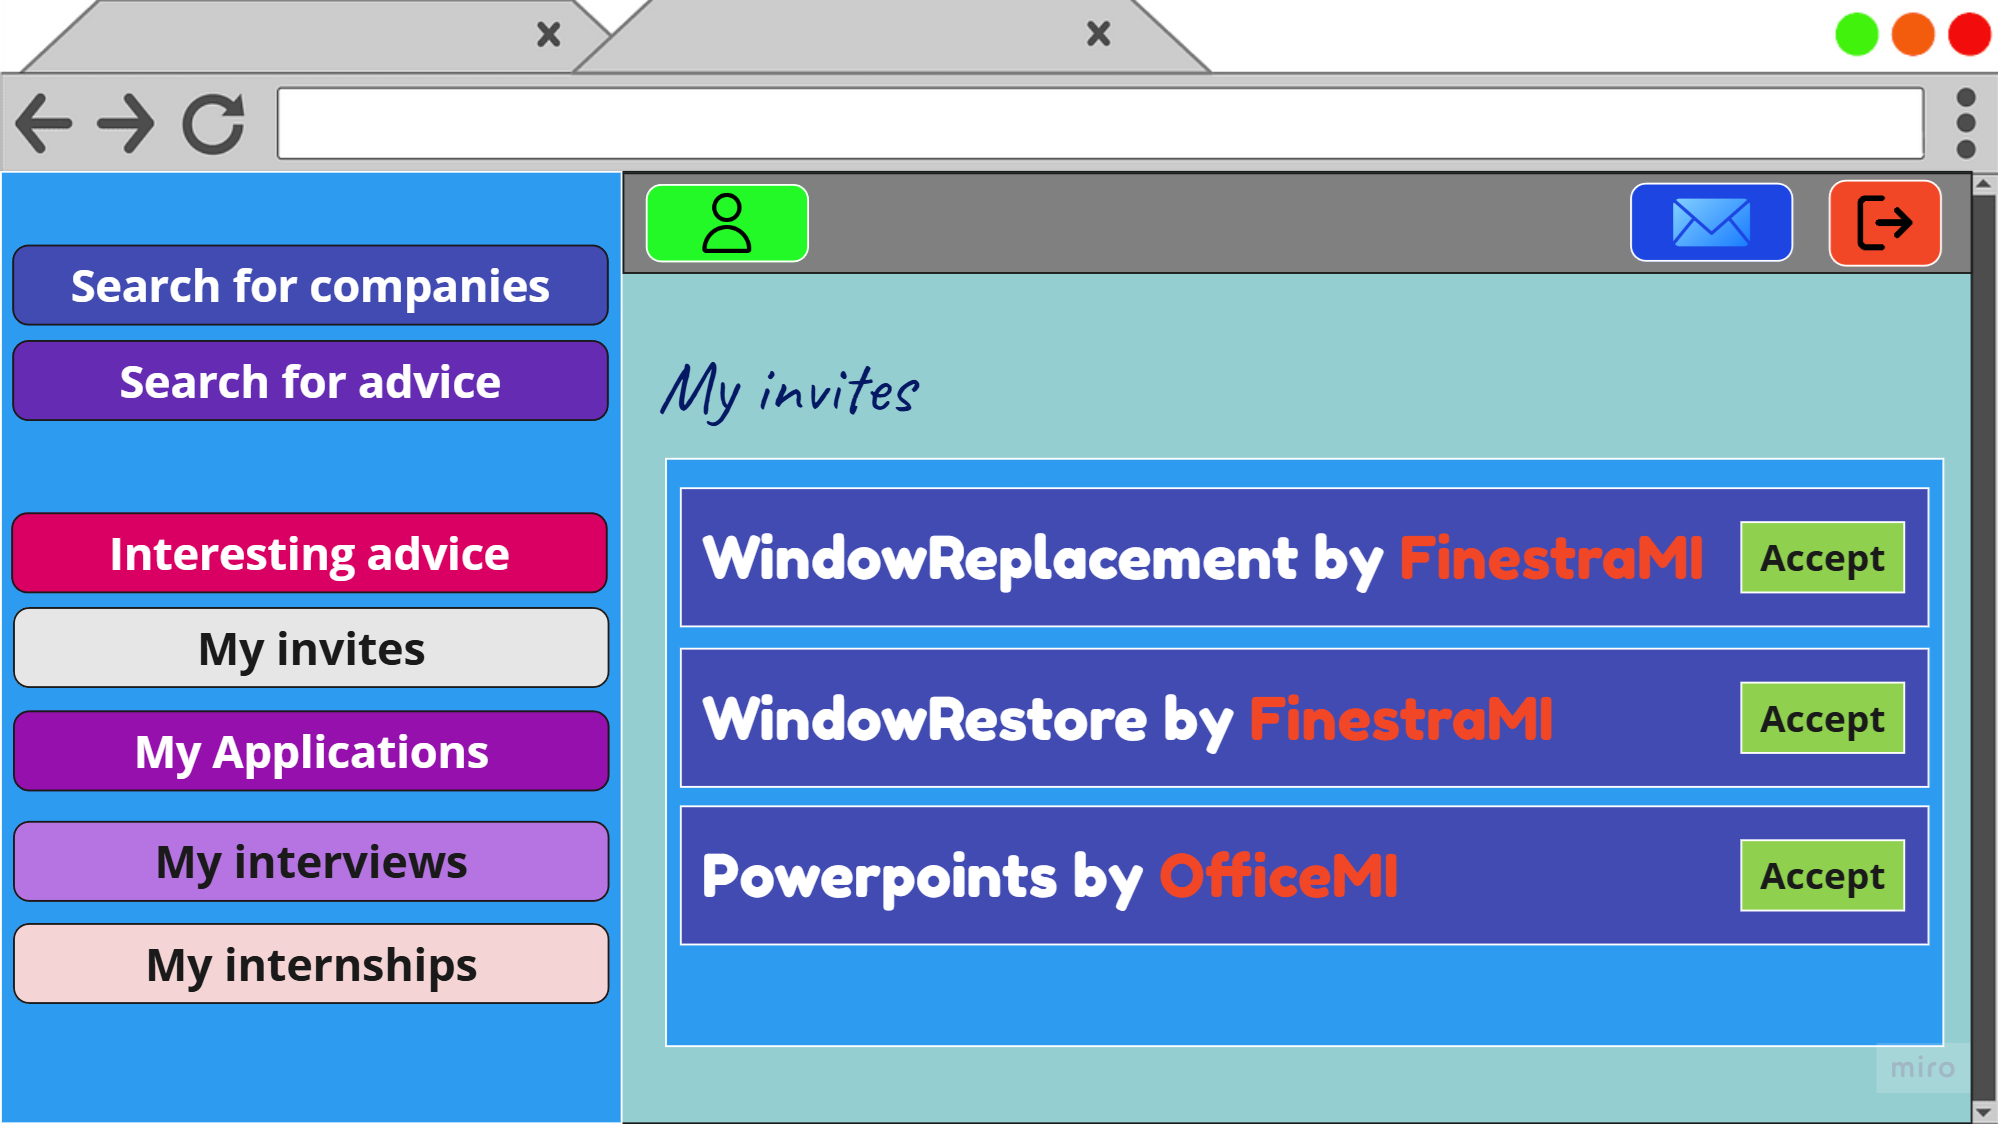 Search for companies
Search for advice
Interesting advice
My invites
My Applications
My interviews
My internships
My invites
WindowReplacement by FinestraMI
Accept
WindowRestore by FinestraMI
Accept
Powerpoints by OfficeMI
Accept
miro